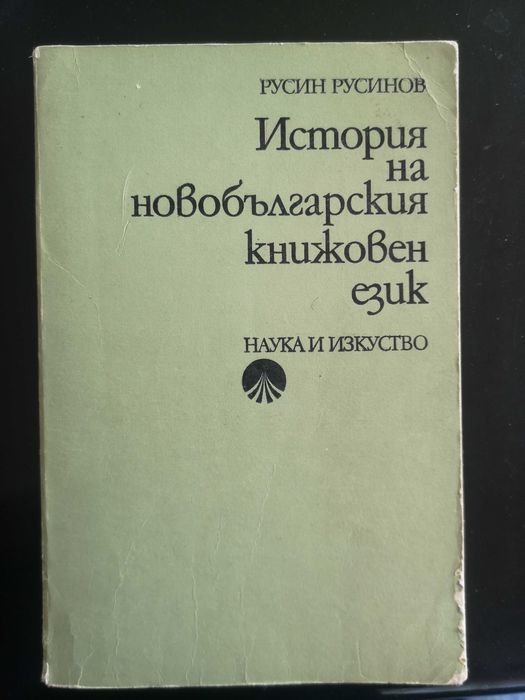 РУСИН РУСИНОВ
История
на
новобългарския
книжовен
език
НАУКА И ИЗКУСТВО